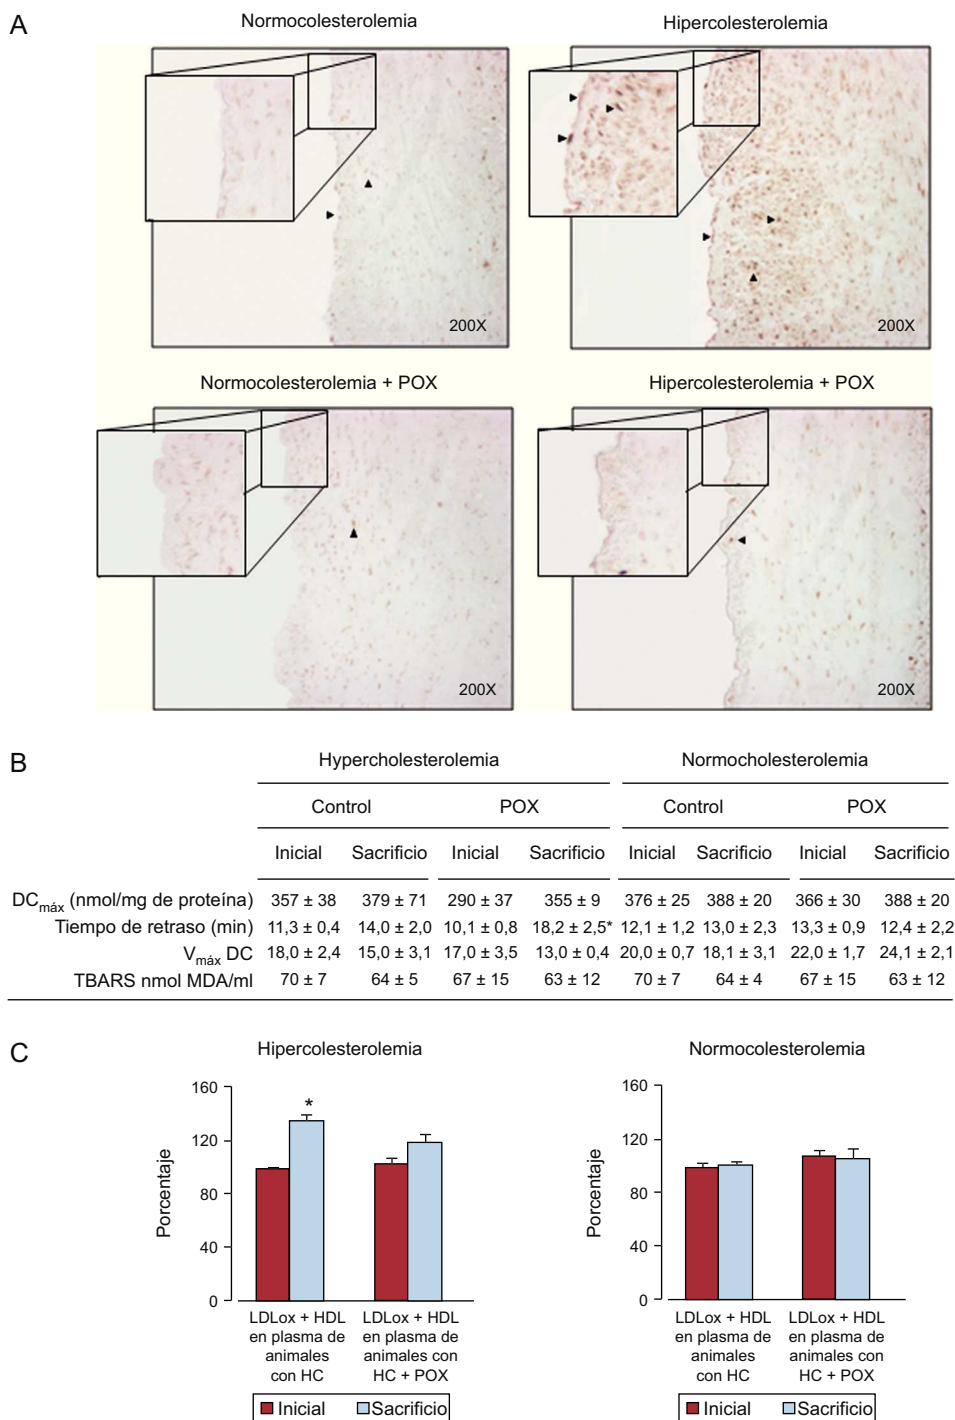 A
Normocolesterolemia
Hipercolesterolemia
200X
200X
Normocolesterolemia + POX
Hipercolesterolemia + POX
200X
200X
B
Hypercholesterolemia Normocholesterolemia
Control POX Control POX
Inicial Sacrificio Inicial Sacrificio Inicial Sacrificio Inicial Sacrificio
DCmáx (nmol/mg de proteína) 357 ± 38 379 ± 71 290 ± 37 355 ± 9 376 ± 25 388 ± 20 366 ± 30 388 ± 20
Tiempo de retraso (min) 11,3 ± 0,4 14,0 ± 2,0 10,1 ± 0,8 18,2 ± 2,5* 12,1 ± 1,2 13,0 ± 2,3 13,3 ± 0,9 12,4 ± 2,2
Vmáx DC 18,0 ± 2,4 15,0 ± 3,1 17,0 ± 3,5 13,0 ± 0,4 20,0 ± 0,7 18,1 ± 3,1 22,0 ± 1,7 24,1 ± 2,1
TBARS nmol MDA/ml 70 ± 7 64 ± 5 67 ± 15 63 ± 12 70 ± 7 64 ± 4 67 ± 15 63 ± 12
C
Hipercolesterolemia
Porcentaje
160
120
80
40
0
*
LDLox + HDL
en plasma de
animales
con HC
LDLox + HDL
en plasma de
animales con
HC + POX
Inicial Sacrificio
Normocolesterolemia
Porcentaje
160
120
80
40
0
LDLox + HDL
en plasma de
animales
con HC
LDLox + HDL
en plasma de
animales con
HC + POX
Inicial Sacrificio